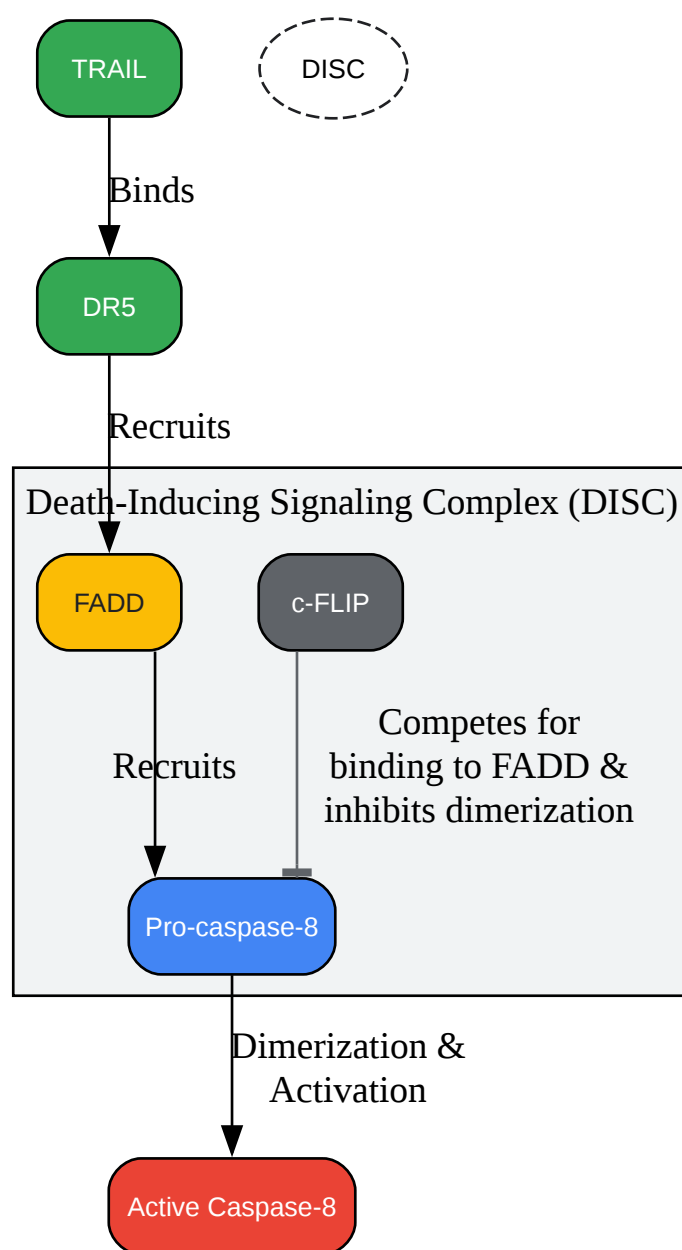 TRAIL
DISC
Binds
DR5
Recruits
Death-Inducing Signaling Complex (DISC)
FADD
c-FLIP
Recruits
Competes for
binding to FADD &
inhibits dimerization
Pro-caspase-8
Dimerization &
Activation
Active Caspase-8